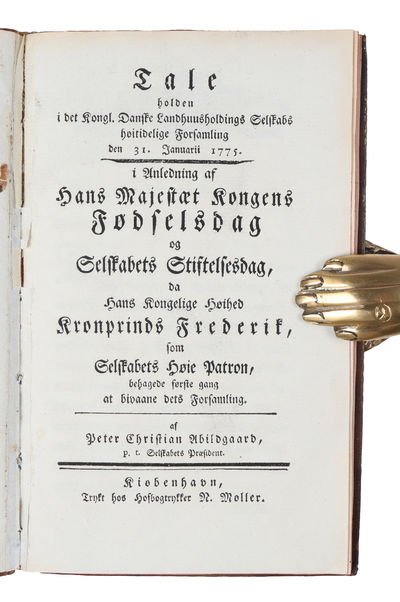 Tale
holden
i det Kongl. Danske Landhuusholdings Selskabs
høitidelige Forsamling
den 31. Januarii 1775.
i Anledning af
Hans Majestæt Kongens
Fødselsdag
og
Selskabets Stiftelsesdag,
da
Hans Kongelige Høihed
Kronprinds Frederik,
som
Selskabets Høie Patron,
behagede første gang
at bivaane dets Forsamling.
af
Peter Christian Abildgaard,
p. t. Selskabets Præsident.
Kiøbenhavn,
Trykt hos Hofbogtrykker N. Møller.